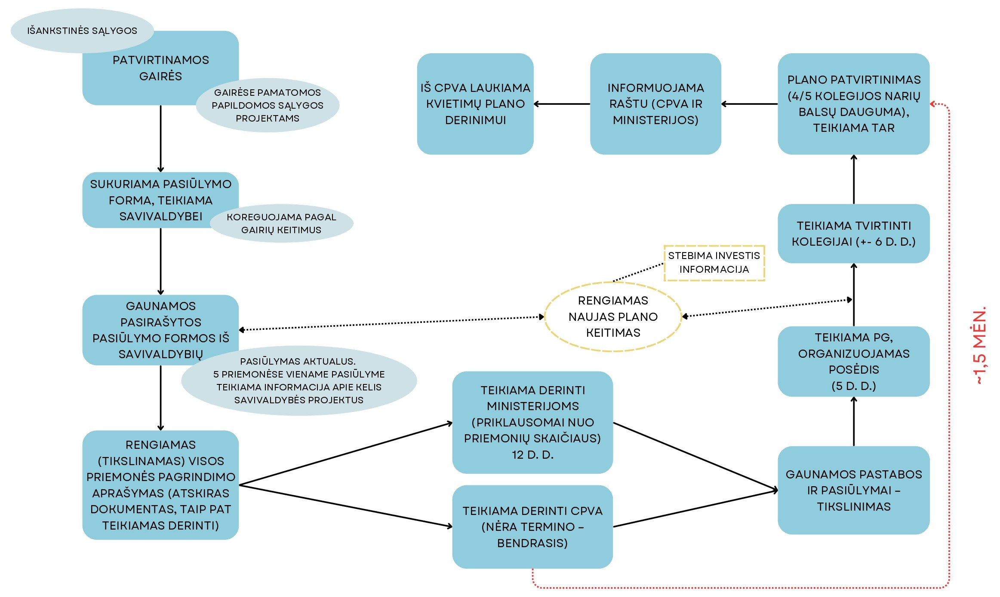 IŠANKSTINĖS SĄLYGOS
PATVIRTINAMOS
GAIRĖS
GAIRĖSE PAMATOMOS
PAPILDOMOS SĄLYGOS
PROJEKTAMS
SUKURIAMA PASIŪLYMO
FORMA, TEIKIAMA
SAVIVALDYBEI
KOREGUOJAMA PAGAL
GAIRIŲ KEITIMUS
GAUNAMOS
PASIRAŠYTOS
PASIŪLYMO FORMOS IŠ
SAVIVALDYBIŲ
PASIŪLYMAS AKTUALUS.
5 PRIEMONĖSE VIENAME PASIŪLYME
TEIKIAMA INFORMACIJA APIE KELIS
SAVIVALDYBĖS PROJEKTUS
RENGIAMAS
(TIKSLINAMAS) VISOS
PRIEMONĖS PAGRINDIMO
APRAŠYMAS (ATSKIRAS
DOKUMENTAS, TAIP PAT
TEIKIAMAS DERINTI)
TEIKIAMA DERINTI
MINISTERIJOMS
(PRIKLAUSOMAI NUO
PRIEMONIŲ SKAIČIAUS)
12 D. D.
TEIKIAMA DERINTI CPVA
(NĖRA TERMINO –
BENDRASIS)
GAUNAMOS PASTABOS
IR PASIŪLYMAI –
TIKSLINIMAS
TEIKIAMA PG,
ORGANIZUOJAMAS
POSĖDIS
(5 D. D.)
RENGIAMAS
NAUJAS PLANO
KEITIMAS
STEBIMA INVESTIS
INFORMACIJA
TEIKIAMA TVIRTINTI
KOLEGIJAI (+- 6 D. D.)
PLANO PATVIRTINIMAS
(4/5 KOLEGIJOS NARIŲ
BALSŲ DAUGUMA),
TEIKIAMA TAR
INFORMUOJAMA
RAŠTU (CPVA IR
MINISTERIJOS)
IŠ CPVA LAUKIAMA
KVIETIMŲ PLANO
DERINIMUI
~1,5 MĖN.